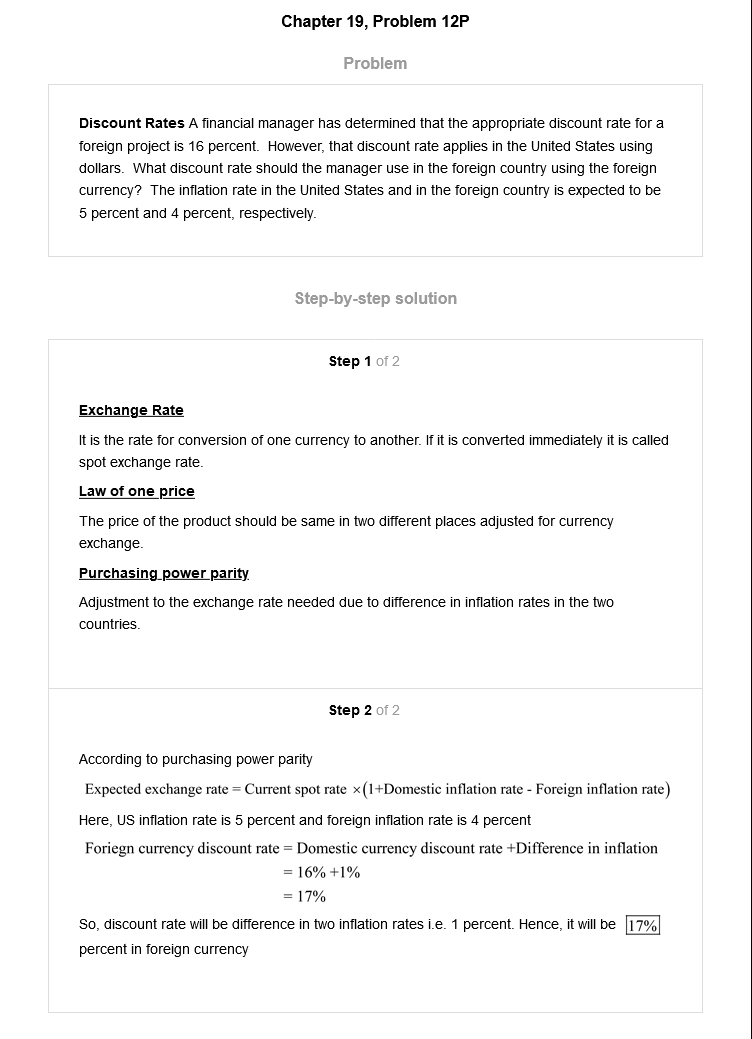 Chapter 19, Problem 12P
Problem
Discount Rates A financial manager has determined that the appropriate discount rate for a
foreign project is 16 percent.  However, that discount rate applies in the United States using
dollars.  What discount rate should the manager use in the foreign country using the foreign
currency?  The inflation rate in the United States and in the foreign country is expected to be
5 percent and 4 percent, respectively.
Step-by-step solution
Step 1 of 2
Exchange Rate
It is the rate for conversion of one currency to another. If it is converted immediately it is called
spot exchange rate.
Law of one price
The price of the product should be same in two different places adjusted for currency
exchange.
Purchasing power parity
Adjustment to the exchange rate needed due to difference in inflation rates in the two
countries.
Step 2 of 2
According to purchasing power parity
Expected exchange rate = Current spot rate ×(1+Domestic inflation rate - Foreign inflation rate)
Here, US inflation rate is 5 percent and foreign inflation rate is 4 percent
Foriegn currency discount rate = Domestic currency discount rate +Difference in inflation
= 16% +1%
= 17%
So, discount rate will be difference in two inflation rates i.e. 1 percent. Hence, it will be 17%
percent in foreign currency